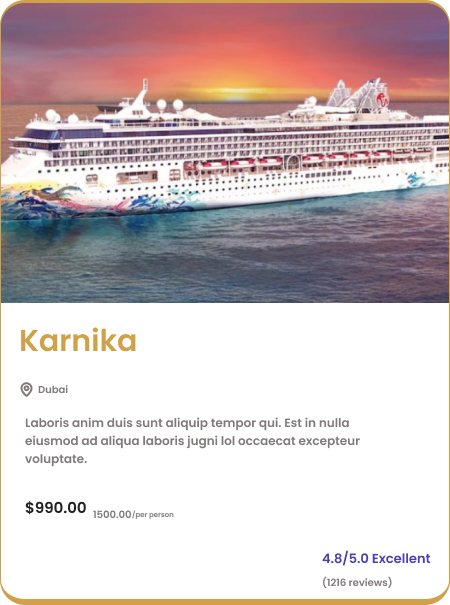 Karnika
Dubai
Laboris anim duis sunt aliquip tempor qui. Est in nulla
eiusmod ad aliqua laboris jugni lol occaecat excepteur
voluptate.
$990.00 1500.00/per person
4.8/5.0 Excellent
(1216 reviews)